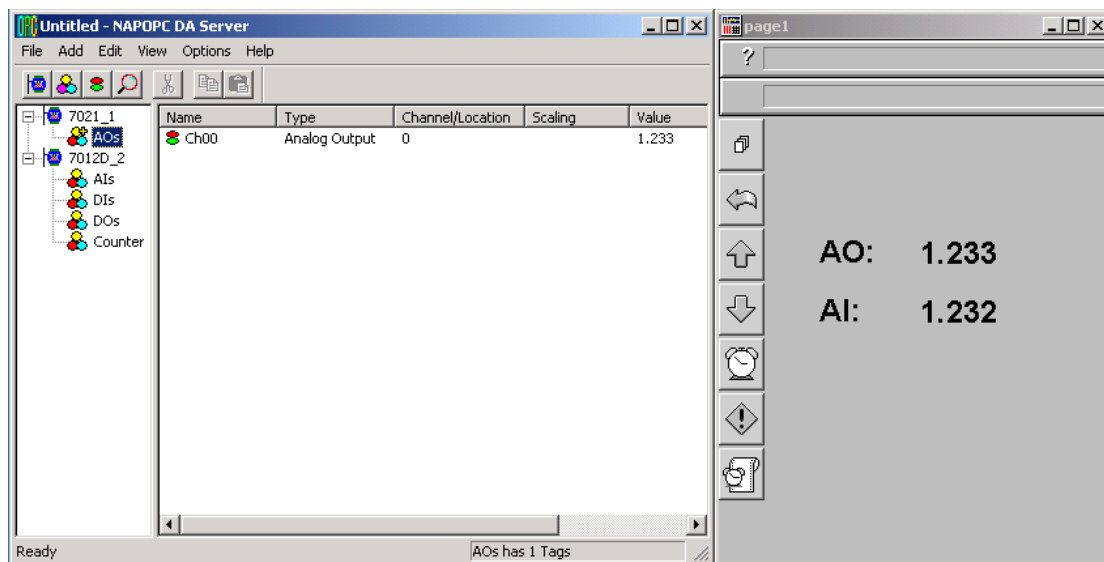 Untitled - NAPOPC DA Server
File Add Edit View Options Help
7021_1
AOs
7012D_2
AIs
DIs
DOs
Counter
Name Type Channel/Location Scaling Value
Ch00 Analog Output 0 1.233
Ready
AOs has 1 Tags
page1
?
AO: 1.233
AI: 1.232